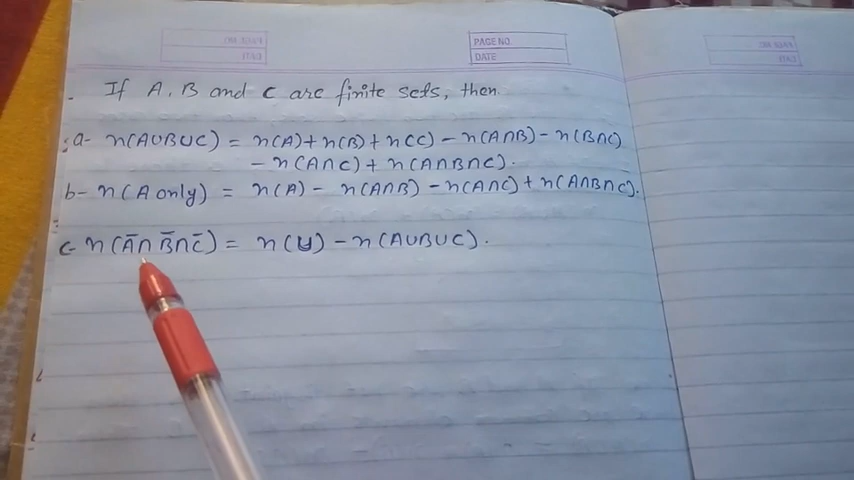 PAGE NO.
DATE
If A, B and C are finite sets, then
a- n(A∪B∪C) = n(A)+n(B)+n(C)-n(A∩B)-n(B∩C)
-n(A∩C)+n(A∩B∩C).
b- n(A only) = n(A)- n(A∩B)-n(A∩C)+n(A∩B∩C).
c- n(A̅∩B̅∩C̅) = n(U)-n(A∪B∪C).